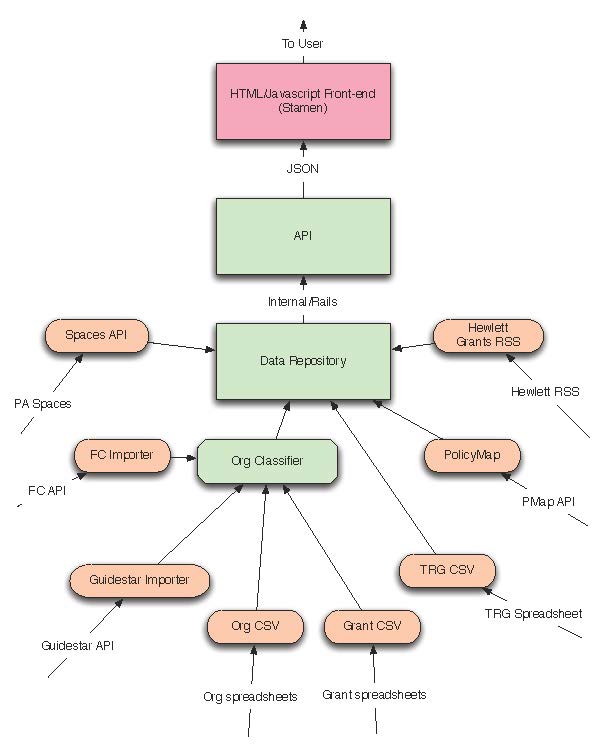 To User
HTML/Javascript Front-end
(Stamen)
JSON
API
Internal/Rails
Spaces API
Data Repository
Hewlett
Grants RSS
PA Spaces
Hewlett RSS
FC Importer
Org Classifier
PolicyMap
FC API
PMap API
Guidestar Importer
TRG CSV
Org CSV
Grant CSV
TRG Spreadsheet
Guidestar API
Org spreadsheets
Grant spreadsheets